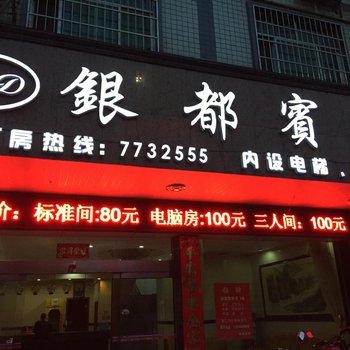 銀都賓
房热线:7732555 内设电梯.
介: 标准间:80元 电脑房:100元 三人间:100元